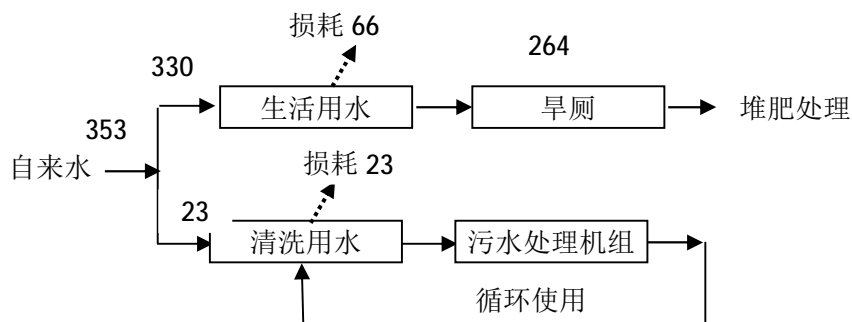 损耗 66
264
330
生活用水
旱厕
堆肥处理
353
自来水
损耗 23
23
清洗用水
污水处理机组
循环使用